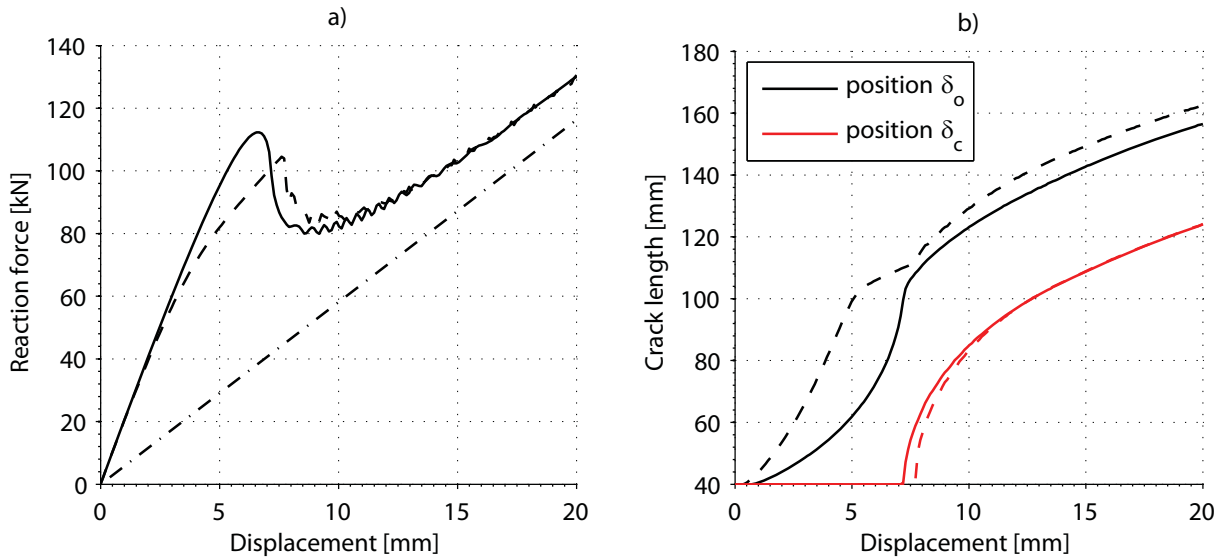 a)
Reaction force [kN]
140
120
100
80
60
40
20
0
0 5 10 15 20
Displacement [mm]
b)
Crack length [mm]
180
160
140
120
100
80
60
40
0 5 10 15 20
Displacement [mm]
position δo
position δc